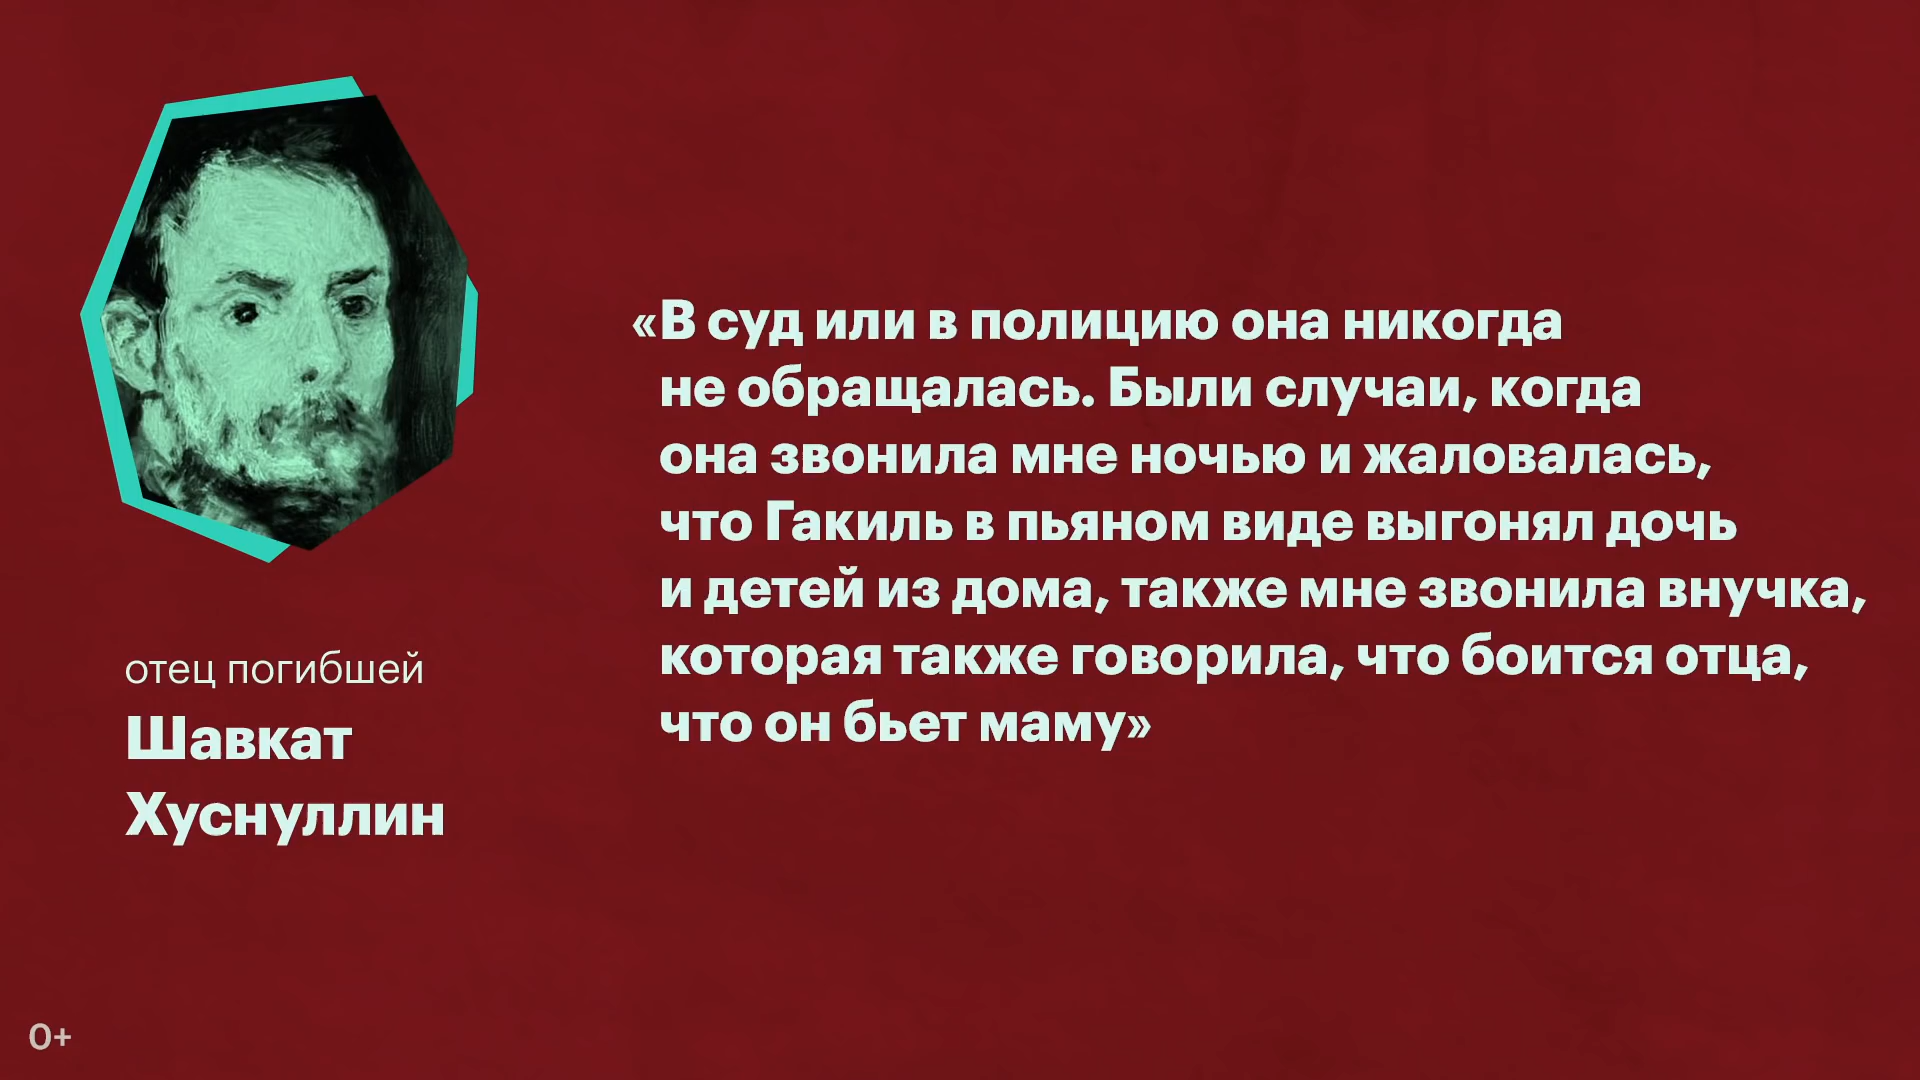 «В суд или в полицию она никогда
не обращалась. Были случаи, когда
она звонила мне ночью и жаловалась,
что Гакиль в пьяном виде выгонял дочь
и детей из дома, также мне звонила внучка,
которая также говорила, что боится отца,
что он бьет маму»
отец погибшей
Шавкат
Хуснуллин
0+